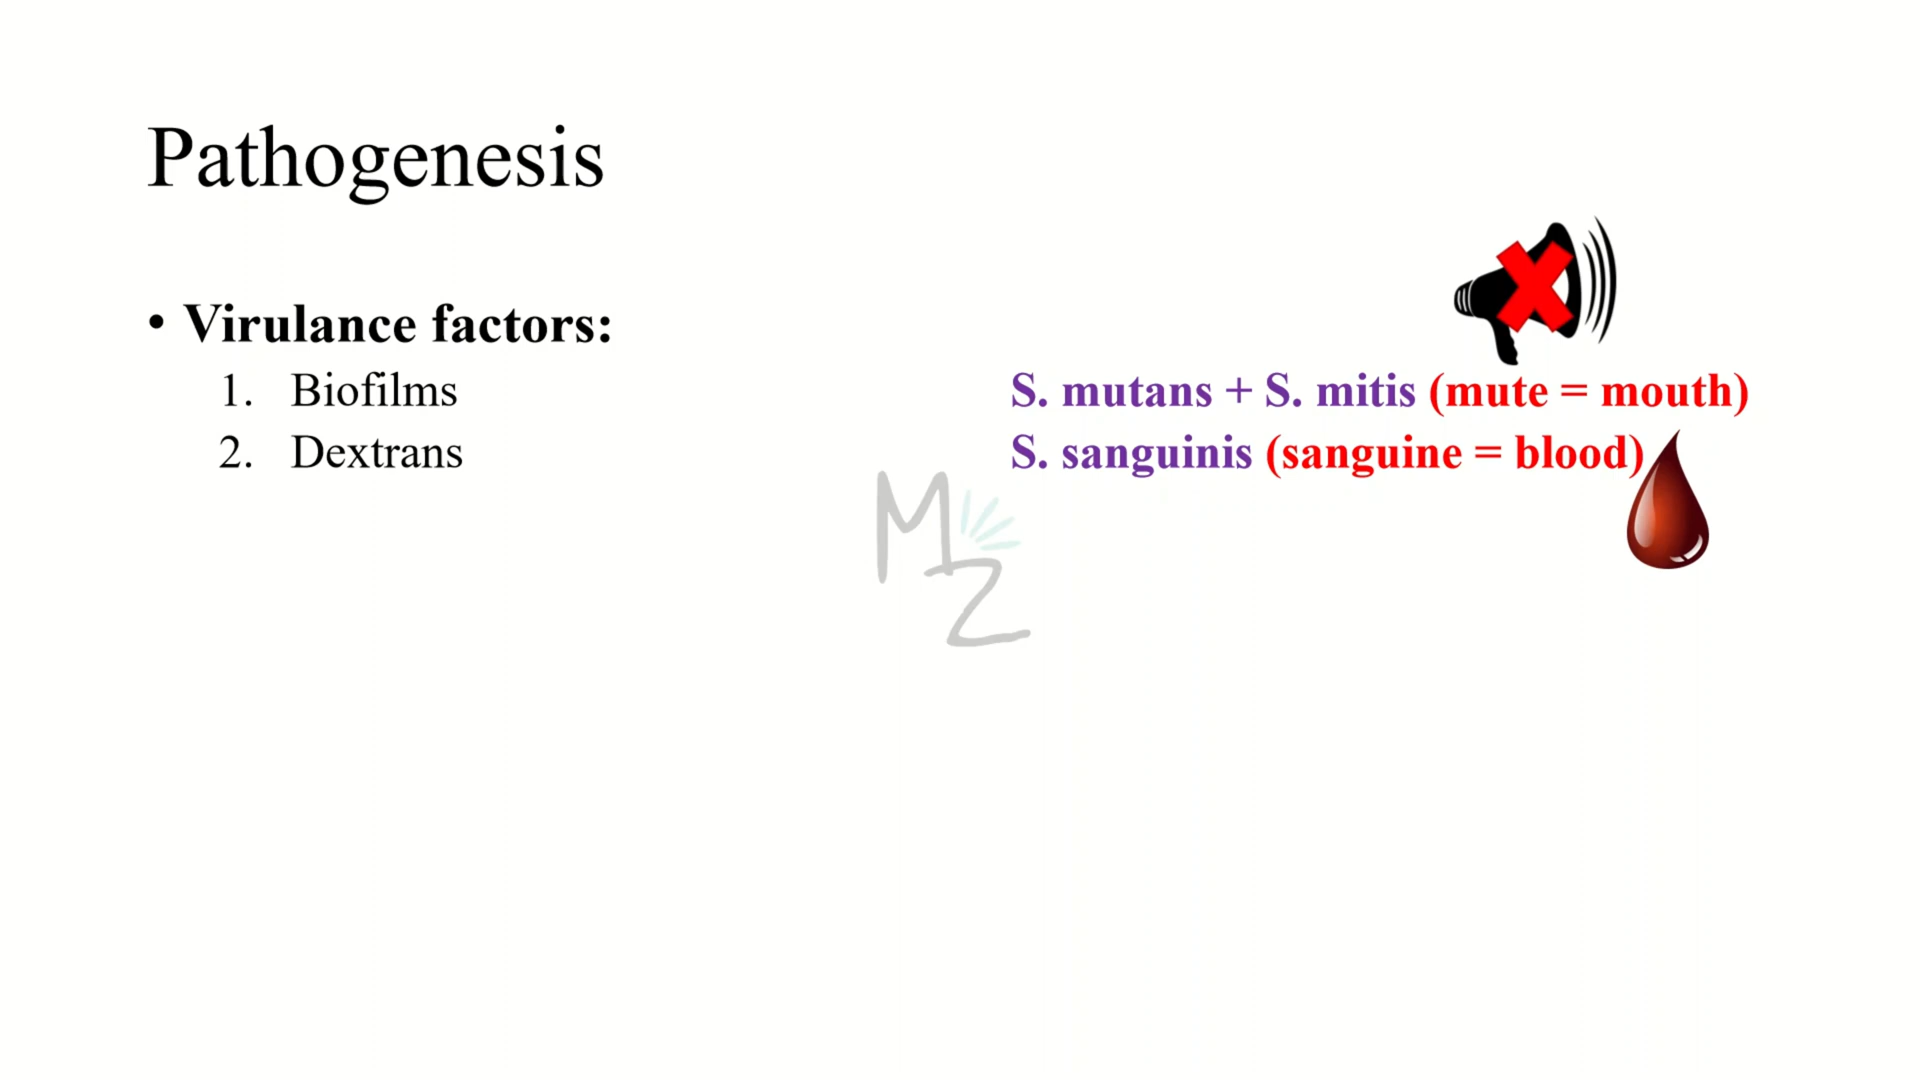 Pathogenesis
• Virulance factors:
1. Biofilms
2. Dextrans
S. mutans + S. mitis (mute = mouth)
S. sanguinis (sanguine = blood)
MZ